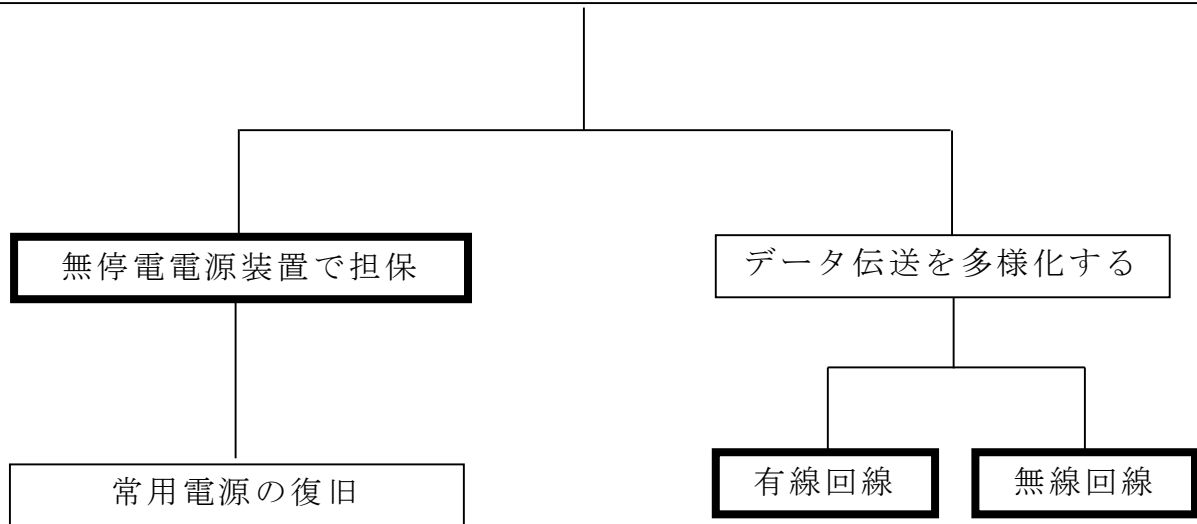 無停電電源装置で担保
データ伝送を多様化する
常用電源の復旧
有線回線
無線回線